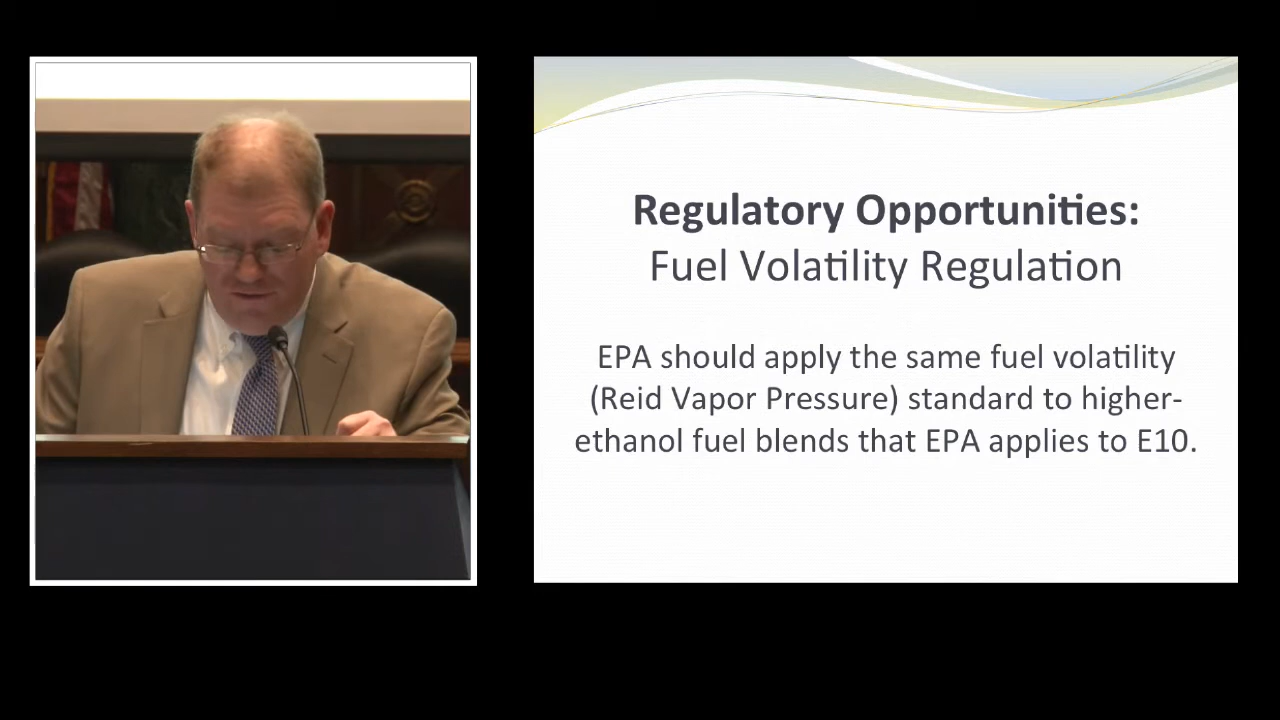 Regulatory Opportunities:
Fuel Volatility Regulation
EPA should apply the same fuel volatility
(Reid Vapor Pressure) standard to higher-
ethanol fuel blends that EPA applies to E10.